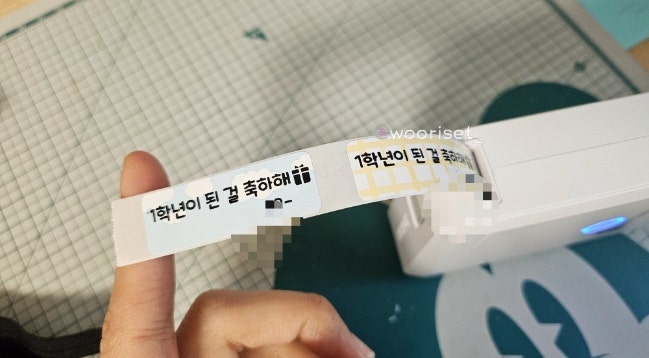 wooriset
1학년이 된 걸 축하해
1학년이 된 걸 축하해